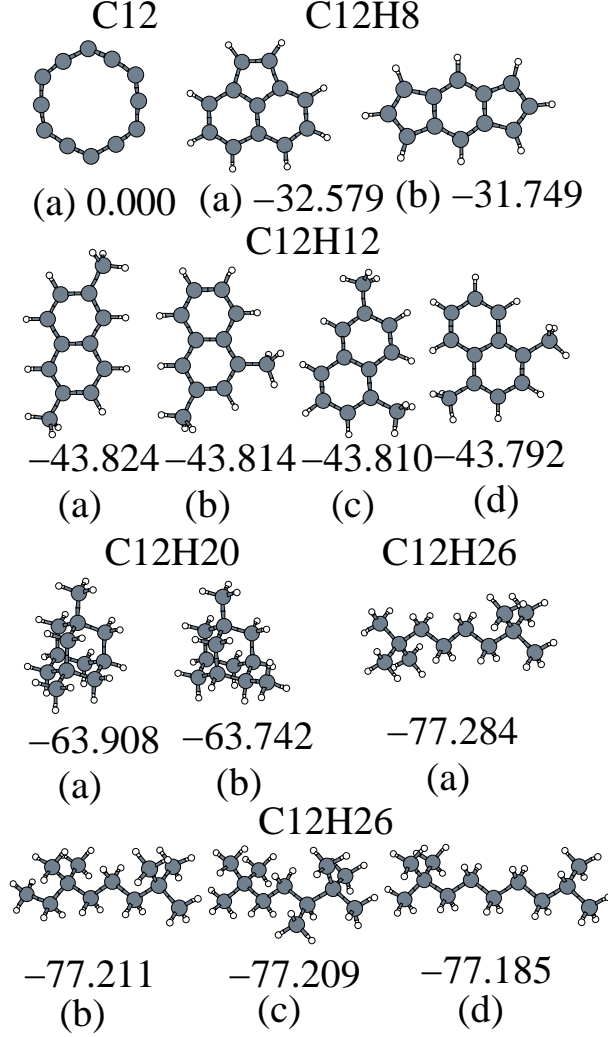 C12 C12H8
(a) 0.000 (a) −32.579 (b) −31.749
C12H12
−43.824 −43.814 −43.810 −43.792
(a) (b) (c) (d)
C12H20 C12H26
−63.908 −63.742 −77.284
(a) (b) (a)
C12H26
−77.211 −77.209 −77.185
(b) (c) (d)